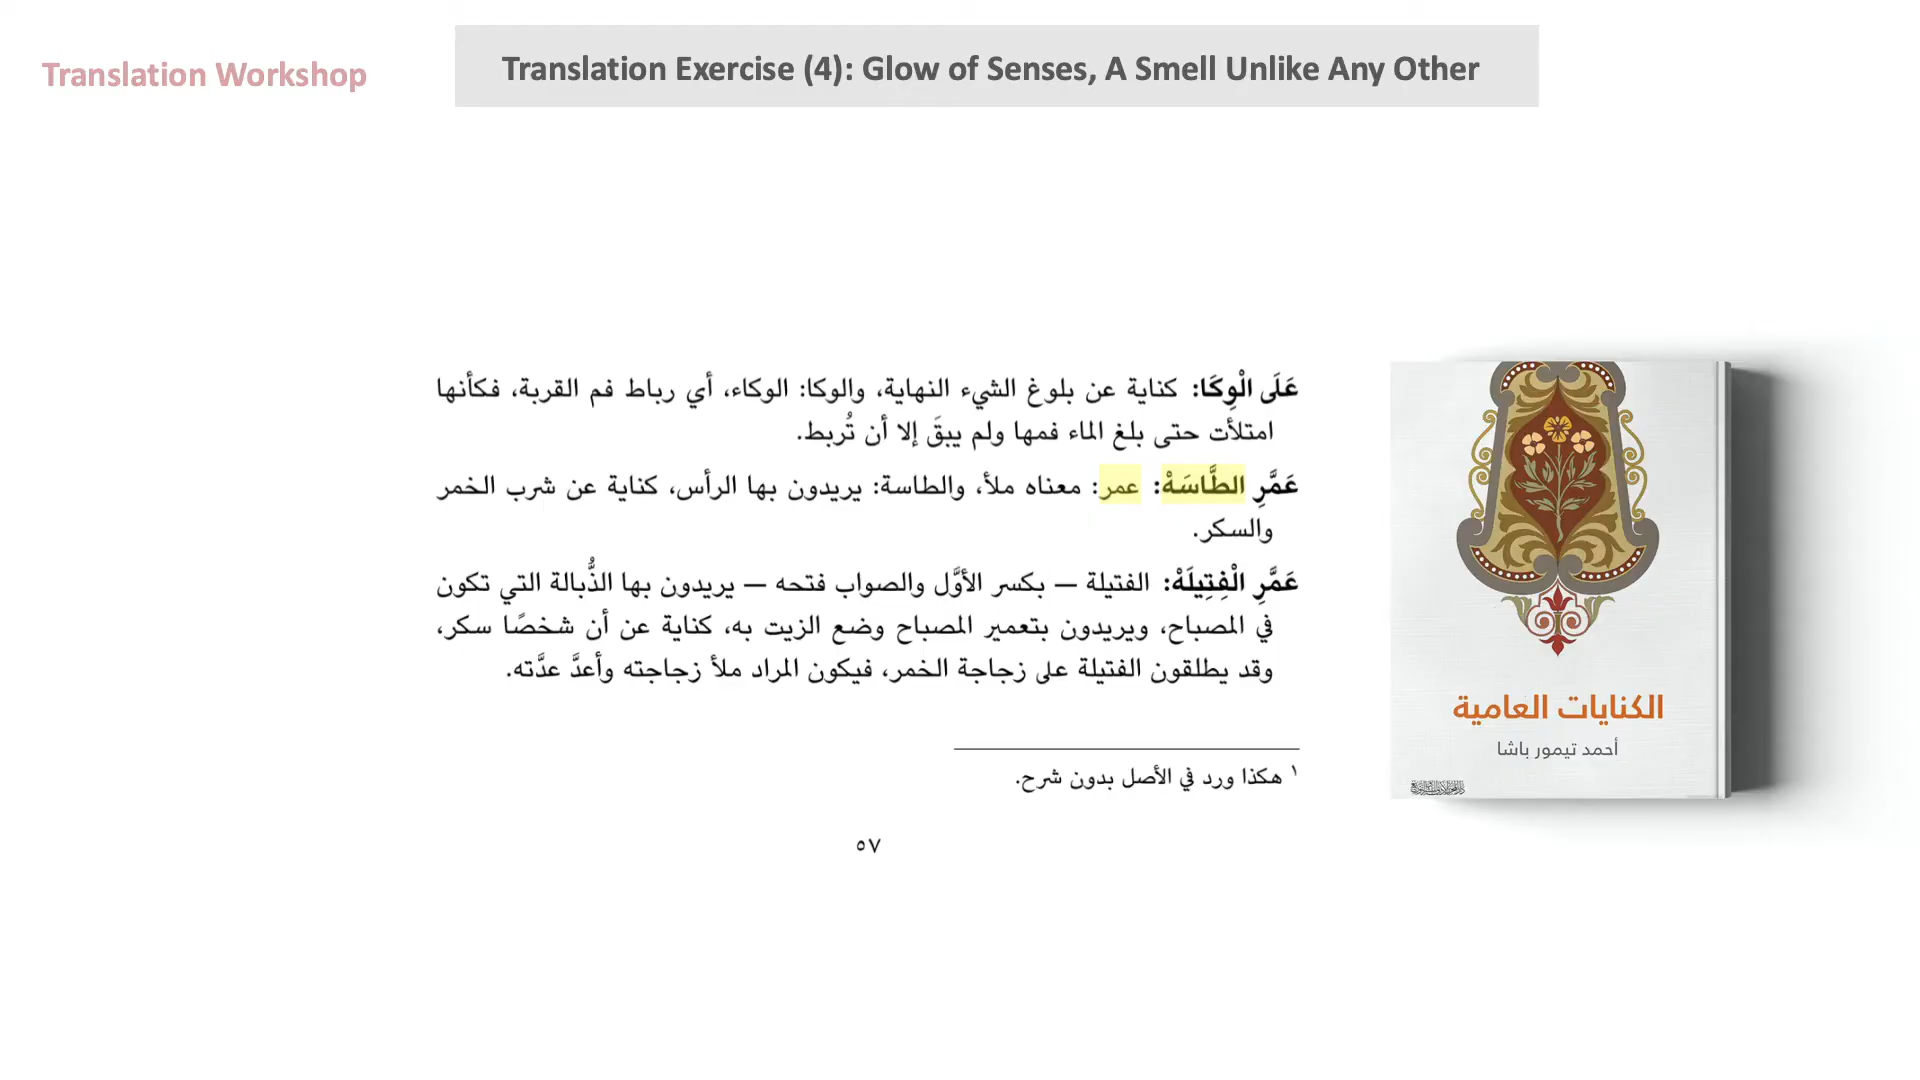 Translation Workshop
Translation Exercise (4): Glow of Senses, A Smell Unlike Any Other
عَلَى الْوِكَا: كناية عن بلوغ الشيء النهاية، والوكا: الوكاء، أي رباط فم القربة، فكأنها
امتلأت حتى بلغ الماء فمها ولم يبقَ إلا أن تُربط.
عَمَّرِ الطَّاسَهْ: عمر: معناه ملأ، والطاسة: يريدون بها الرأس، كناية عن شرب الخمر
والسكر.
عَمَّرِ الْفِتِيلَهْ: الفتيلة — بكسر الأوَّل والصواب فتحه — يريدون بها الذُّبالة التي تكون
في المصباح، ويريدون بتعمير المصباح وضع الزيت به، كناية عن أن شخصًا سكر،
وقد يطلقون الفتيلة على زجاجة الخمر، فيكون المراد ملأ زجاجته وأعدَّ عدَّته.
١ هكذا ورد في الأصل بدون شرح.
٥٧
الكنايات العامية
أحمد تيمور باشا